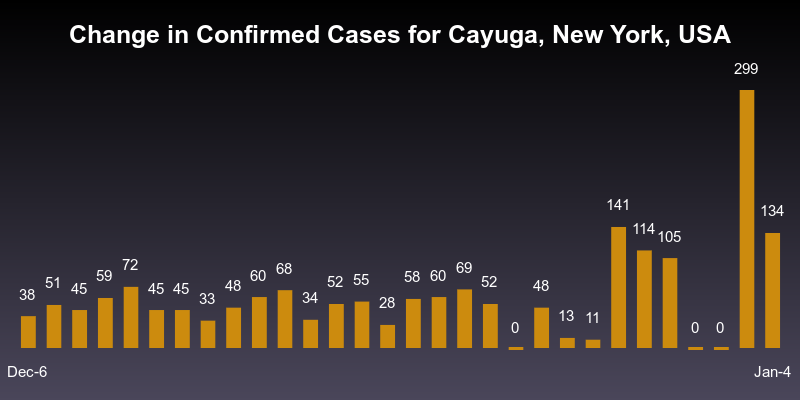 Change in Confirmed Cases for Cayuga, New York, USA
38 51 45 59 72 45 45 33 48 60 68 34 52 55 28 58 60 69 52 0 48 13 11 141 114 105 0 0 299 134
Dec-6 Jan-4